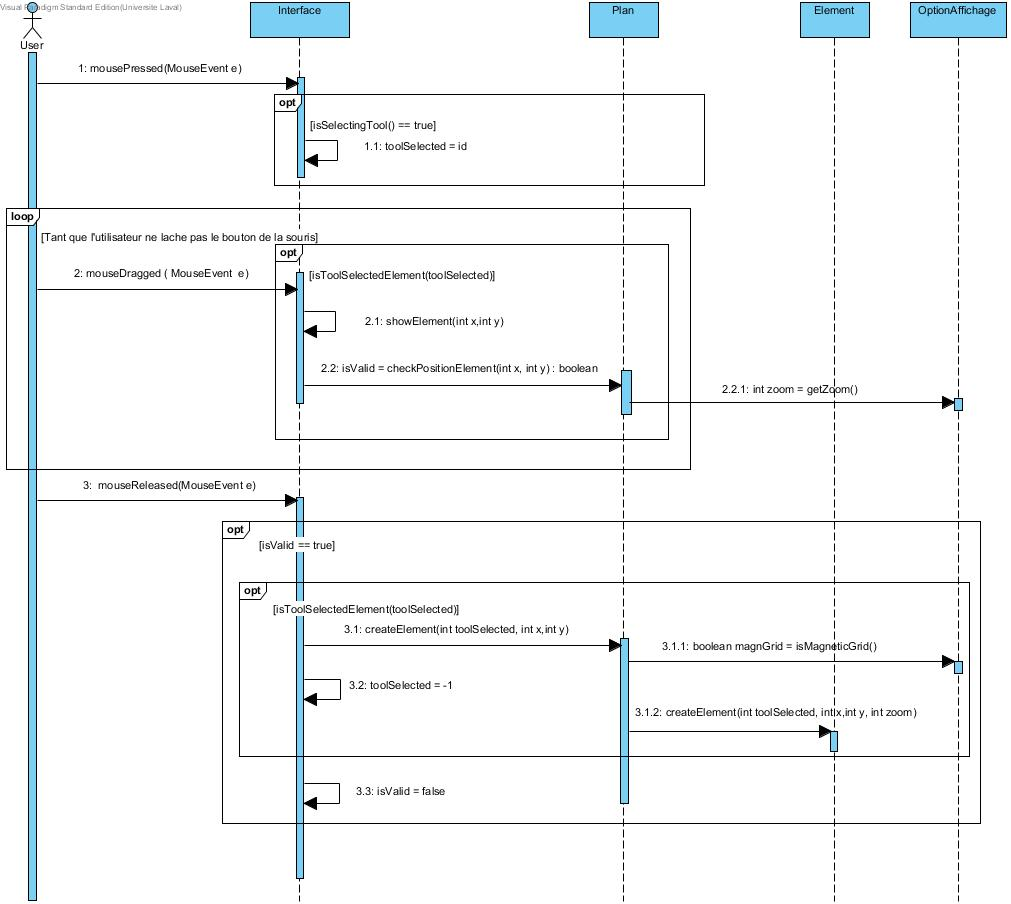 Visual Paradigm Standard Edition(Universite Laval)
Interface
Plan
Element
OptionAffichage
User
1: mousePressed(MouseEvent e)
opt
[isSelectingTool() == true]
1.1: toolSelected = id
loop
[Tant que l'utilisateur ne lache pas le bouton de la souris]
opt
2: mouseDragged ( MouseEvent e)
[isToolSelectedElement(toolSelected)]
2.1: showElement(int x,int y)
2.2: isValid = checkPositionElement(int x, int y) : boolean
2.2.1: int zoom = getZoom()
3: mouseReleased(MouseEvent e)
opt
[isValid == true]
opt
[isToolSelectedElement(toolSelected)]
3.1: createElement(int toolSelected, int x,int y)
3.1.1: boolean magnGrid = isMagneticGrid()
3.2: toolSelected = -1
3.1.2: createElement(int toolSelected, int x,int y, int zoom)
3.3: isValid = false